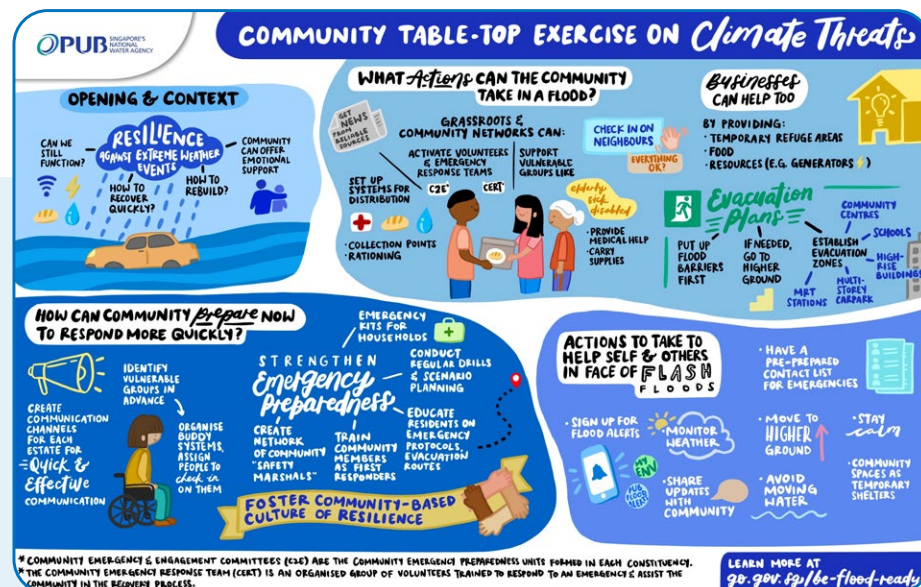 PUB
SINGAPORE'S
NATIONAL
WATER AGENCY
COMMUNITY TABLE-TOP EXERCISE ON Climate Threats
OPENING & CONTEXT
CAN WE
STILL
FUNCTION?
RESILIENCE
AGAINST EXTREME WEATHER
EVENTS
HOW TO
RECOVER
QUICKLY?
HOW TO
REBUILD?
COMMUNITY
CAN OFFER
EMOTIONAL
SUPPORT
WHAT Actions CAN THE COMMUNITY
TAKE IN A FLOOD?
GET
NEWS
FROM
RELIABLE
SOURCES
GRASSROOTS &
COMMUNITY NETWORKS CAN:
SET UP
SYSTEMS FOR
DISTRIBUTION
• COLLECTION POINTS
• RATIONING
ACTIVATE VOLUNTEERS
& EMERGENCY
RESPONSE TEAMS
C2E*
CERT*
SUPPORT
VULNERABLE
GROUPS LIKE
elderly
sick
disabled
• PROVIDE
MEDICAL HELP
• CARRY
SUPPLIES
CHECK IN ON
NEIGHBOURS
EVERYTHING
OK?
Businesses
CAN HELP TOO
BY PROVIDING:
• TEMPORARY REFUGE AREAS
• FOOD
• RESOURCES (E.G. GENERATORS)
Evacuation
Plans
PUT UP
FLOOD
BARRIERS
FIRST
IF NEEDED,
GO TO
HIGHER
GROUND
ESTABLISH
EVACUATION
ZONES
COMMUNITY
CENTRES
SCHOOLS
HIGH-
RISE
BUILDINGS
MULTI-
STOREY
CARPARK
MRT
STATIONS
HOW CAN COMMUNITY prepare NOW
TO RESPOND MORE QUICKLY?
CREATE
COMMUNICATION
CHANNELS
FOR EACH
ESTATE FOR
Quick &
Effective
COMMUNICATION
IDENTIFY
VULNERABLE
GROUPS IN
ADVANCE
ORGANISE
BUDDY
SYSTEMS,
ASSIGN
PEOPLE TO
check in
ON THEM
STRENGTHEN
Emergency
Preparedness
EMERGENCY
KITS FOR
HOUSEHOLDS
CONDUCT
REGULAR DRILLS
& SCENARIO
PLANNING
EDUCATE
RESIDENTS ON
EMERGENCY
PROTOCOLS,
EVACUATION
ROUTES
TRAIN
COMMUNITY
MEMBERS
AS FIRST
RESPONDERS
CREATE
NETWORK
OF COMMUNITY
"SAFETY
MARSHALS"
FOSTER COMMUNITY-BASED
CULTURE OF RESILIENCE
ACTIONS TO TAKE TO
HELP SELF & OTHERS
IN FACE OF FLASH
FLOODS
• SIGN UP FOR
FLOOD ALERTS
MY
ENV
• MONITOR
WEATHER
• SHARE
UPDATES
WITH
COMMUNITY
• HAVE A
PRE-PREPARED
CONTACT LIST
FOR EMERGENCIES
• MOVE TO
HIGHER
GROUND
• AVOID
MOVING
WATER
• STAY
calm
• COMMUNITY
SPACES AS
TEMPORARY
SHELTERS
* COMMUNITY EMERGENCY & ENGAGEMENT COMMITTEES (C2E) ARE THE COMMUNITY EMERGENCY PREPAREDNESS UNITS FORMED IN EACH CONSTITUENCY.
* THE COMMUNITY EMERGENCY RESPONSE TEAM (CERT) IS AN ORGANISED GROUP OF VOLUNTEERS TRAINED TO RESPOND TO AN EMERGENCY & ASSIST THE
COMMUNITY IN THE RECOVERY PROCESS.
LEARN MORE AT
go.gov.sg/be-flood-ready